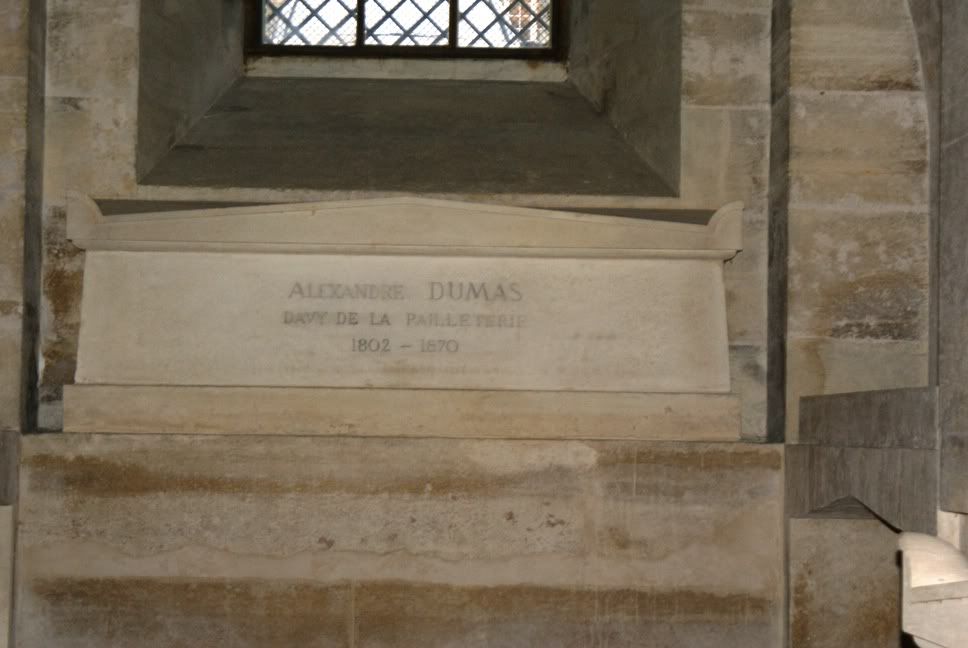 ALEXANDRE DUMAS
DAVY DE LA PAILLETERIE
1802 – 1870